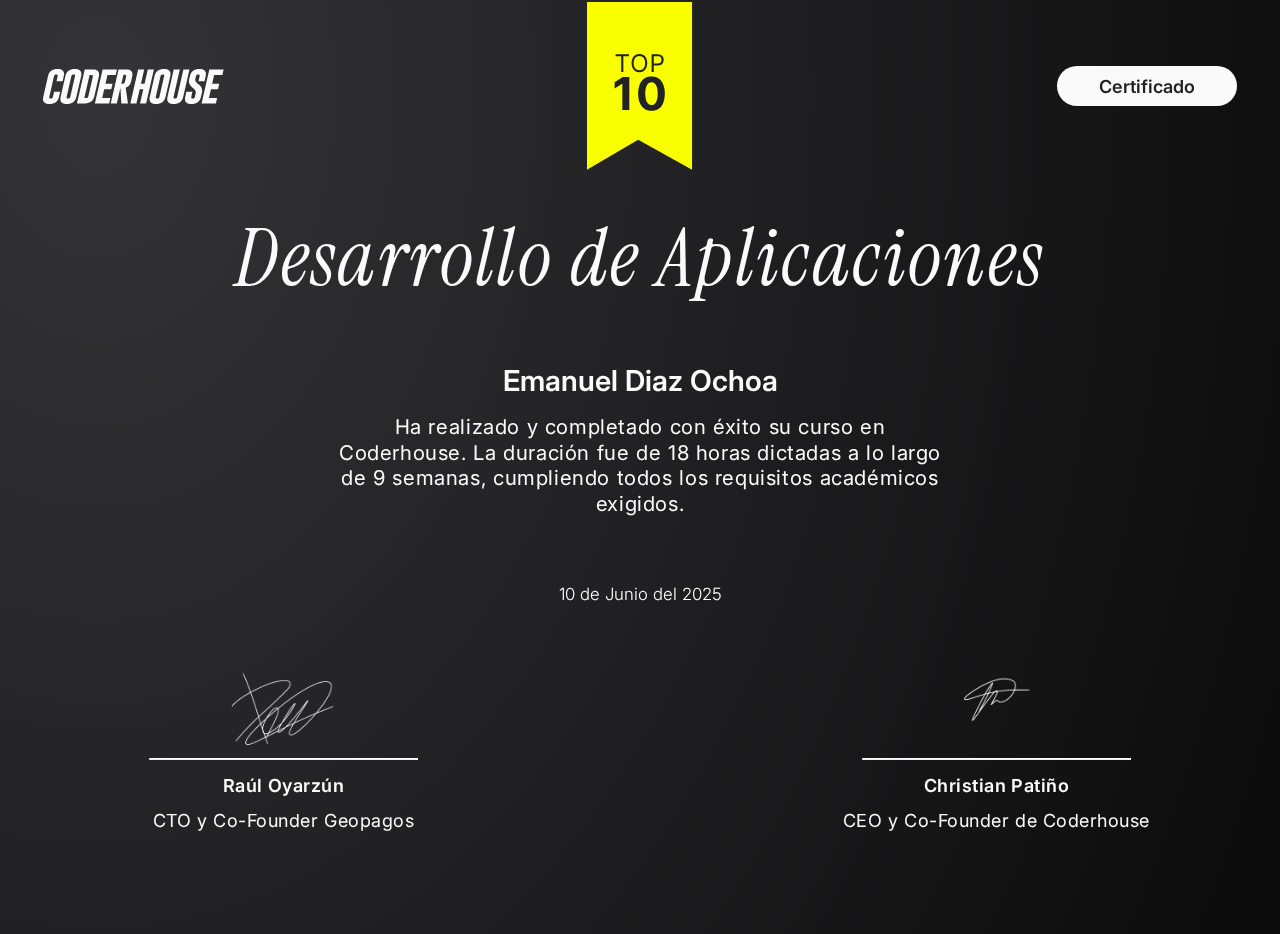 CODERHOUSE
TOP
10
Certificado
Desarrollo de Aplicaciones
Emanuel Diaz Ochoa
Ha realizado y completado con éxito su curso en
Coderhouse. La duración fue de 18 horas dictadas a lo largo
de 9 semanas, cumpliendo todos los requisitos académicos
exigidos.
10 de Junio del 2025
Raúl Oyarzún
CTO y Co-Founder Geopagos
Christian Patiño
CEO y Co-Founder de Coderhouse